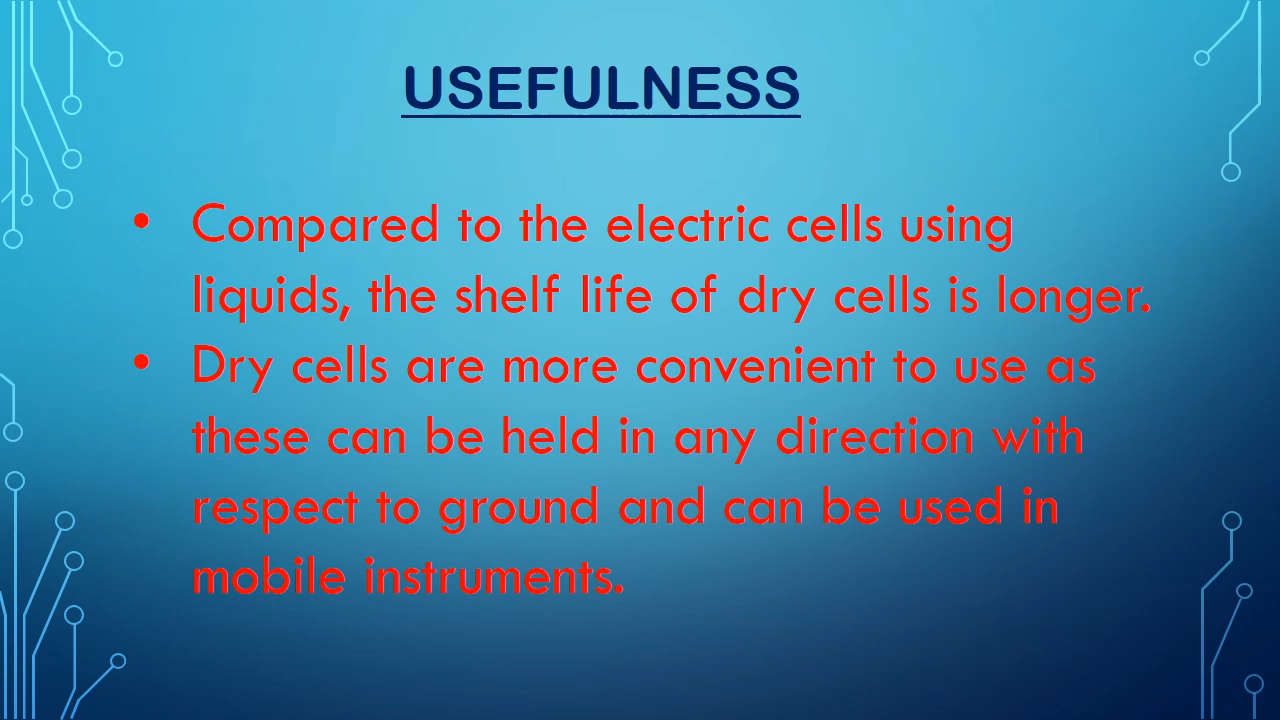 USEFULNESS
• Compared to the electric cells using
liquids, the shelf life of dry cells is longer.
• Dry cells are more convenient to use as
these can be held in any direction with
respect to ground and can be used in
mobile instruments.